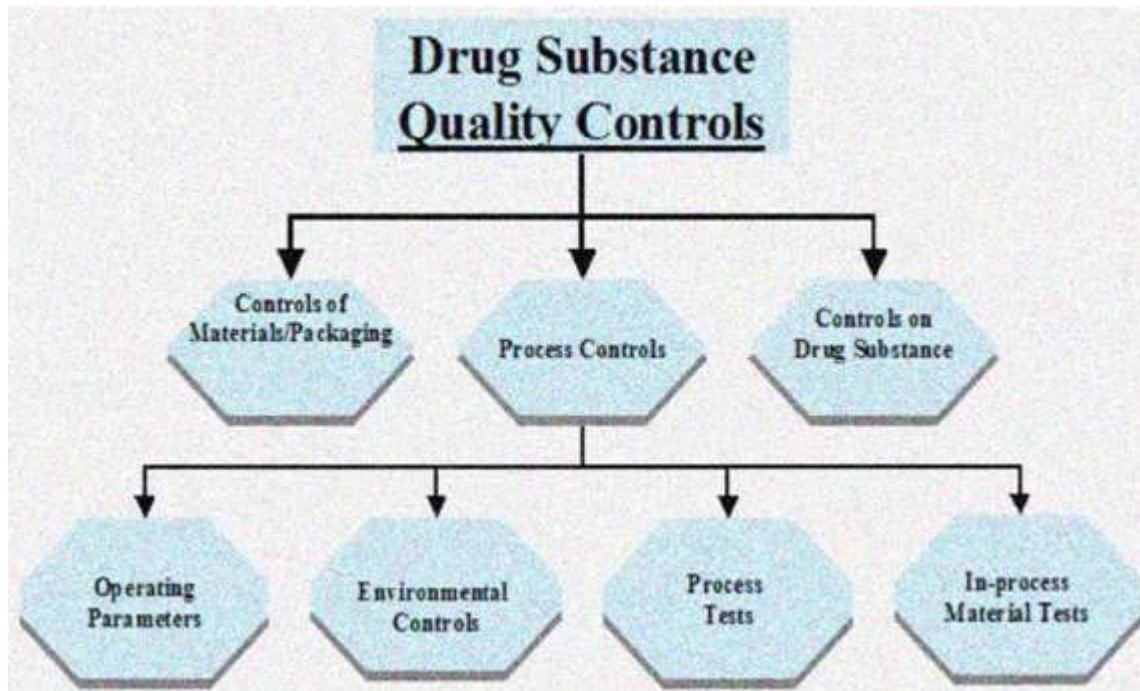 Drug Substance
Quality Controls
Controls of
Materials/Packaging
Process Controls
Controls on
Drug Substance
Operating
Parameters
Environmental
Controls
Process
Tests
In-process
Material Tests